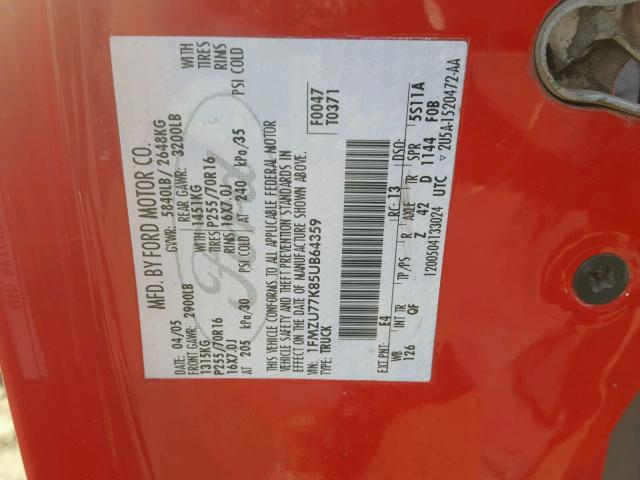 MFD. BY FORD MOTOR CO.
DATE: 04/05 GVWR: 5840LB/ 2648KG
FRONT GAWR: 2900LB REAR GAWR: 3200LB
1315KG 1451KG WITH
P255/70R16 P255/70R16 TIRES
16X7.0J 16X7.0J RIMS
AT 205 kPa/30 PSI COLD AT 240 kPa/35 PSI COLD
WITH
TIRES
RIMS
Ford
THIS VEHICLE CONFORMS TO ALL APPLICABLE FEDERAL MOTOR
VEHICLE SAFETY AND THEFT PREVENTION STANDARDS IN
EFFECT ON THE DATE OF MANUFACTURE SHOWN ABOVE.
VIN: 1FMZU77K85UB64359
TYPE: TRUCK
F0047
T0371
EXT PNT: E4 RC: 13 DSO:
WB INT TR TP/PS R AXLE TR SPR
126 QF Z 42 D 1144 F0B
5S11A
1200504133024 UTC
2U5A-1520472-AA